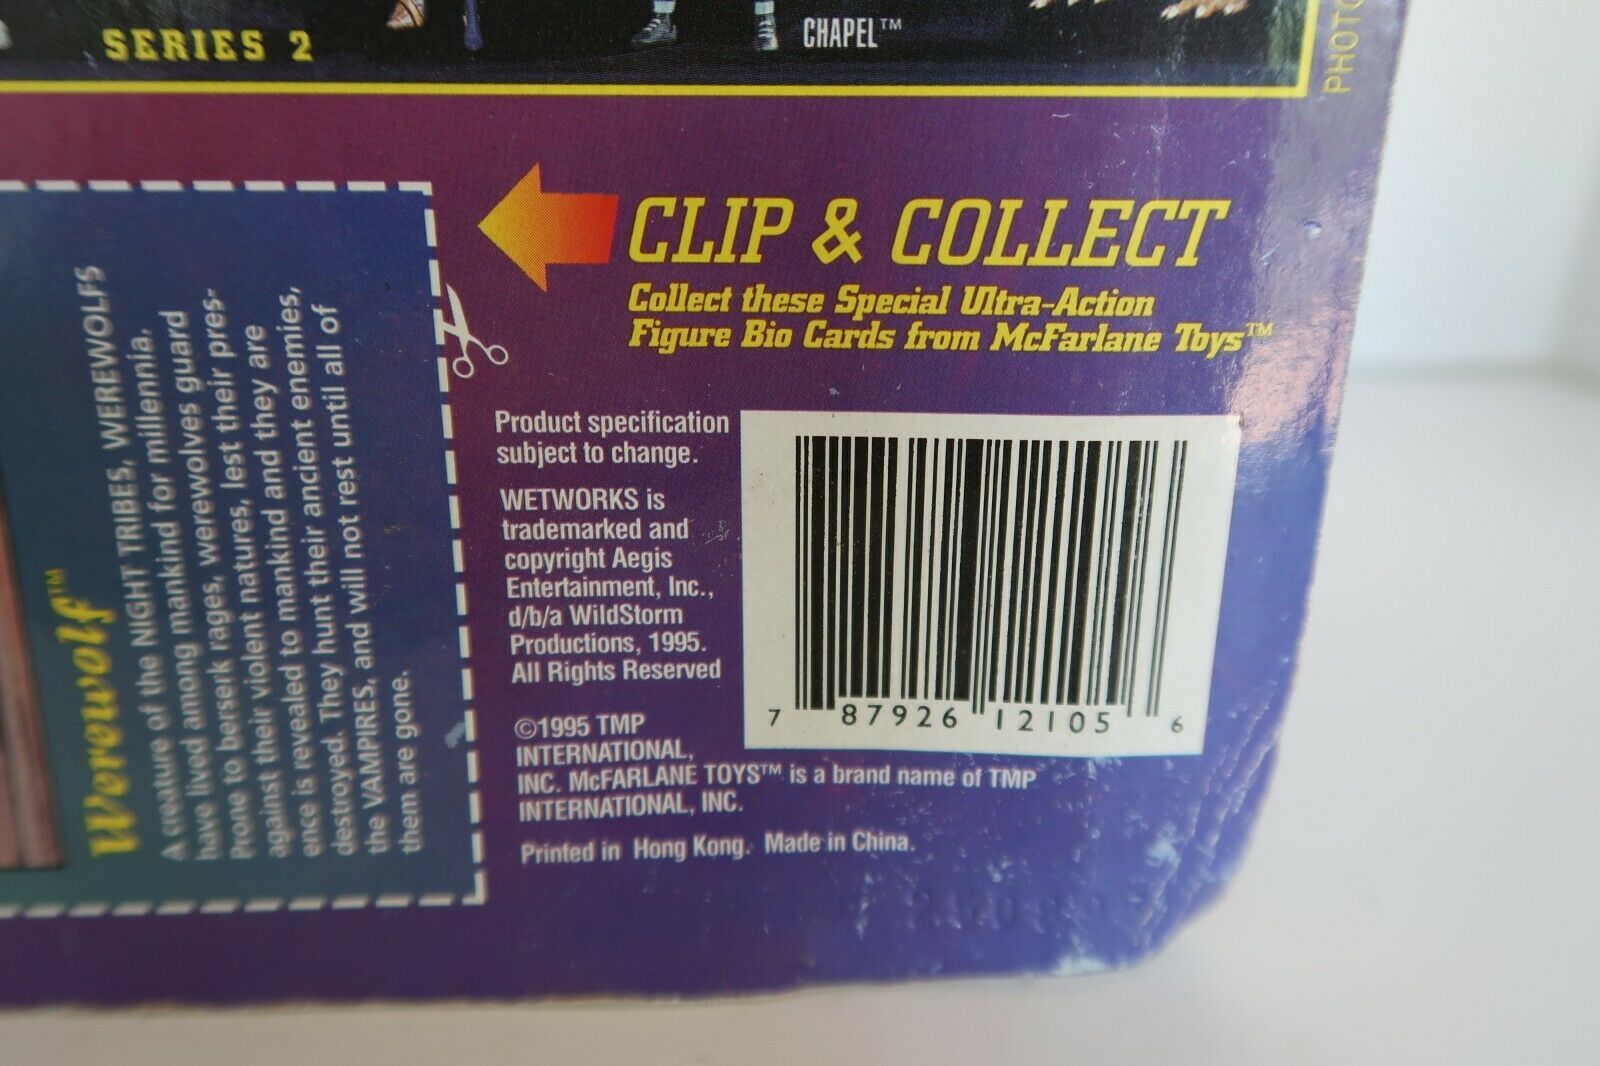 SERIES 2
CHAPEL™
PHOTO
CLIP & COLLECT
Collect these Special Ultra-Action
Figure Bio Cards from McFarlane Toys™
Werewolf™
A creature of the NIGHT TRIBES, WEREWOLFS
have lived among mankind for millennia.
Prone to berserk rages, werewolves guard
against their violent natures, lest their pres-
ence is revealed to mankind and they are
destroyed. They hunt their ancient enemies,
the VAMPIRES, and will not rest until all of
them are gone.
Product specification
subject to change.
WETWORKS is
trademarked and
copyright Aegis
Entertainment, Inc.,
d/b/a WildStorm
Productions, 1995.
All Rights Reserved
©1995 TMP
INTERNATIONAL,
INC. McFARLANE TOYS™ is a brand name of TMP
INTERNATIONAL, INC.
Printed in Hong Kong. Made in China.
7 87926 12105 6